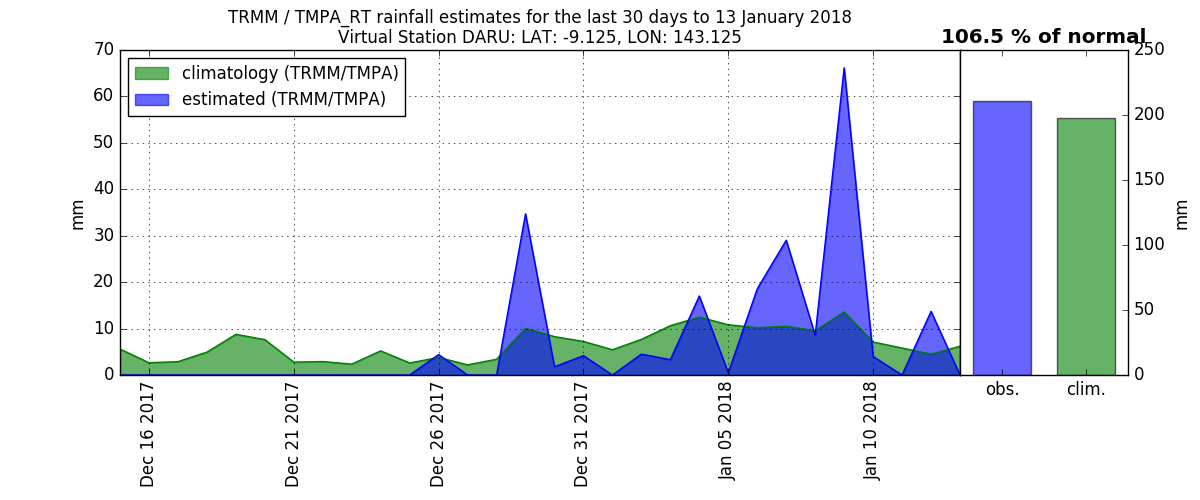 TRMM / TMPA_RT rainfall estimates for the last 30 days to 13 January 2018
Virtual Station DARU: LAT: -9.125, LON: 143.125
106.5 % of normal
climatology (TRMM/TMPA)
estimated (TRMM/TMPA)
70
60
50
40
30
20
10
0
mm
Dec 16 2017
Dec 21 2017
Dec 26 2017
Dec 31 2017
Jan 05 2018
Jan 10 2018
obs.
clim.
250
200
150
100
50
0
mm